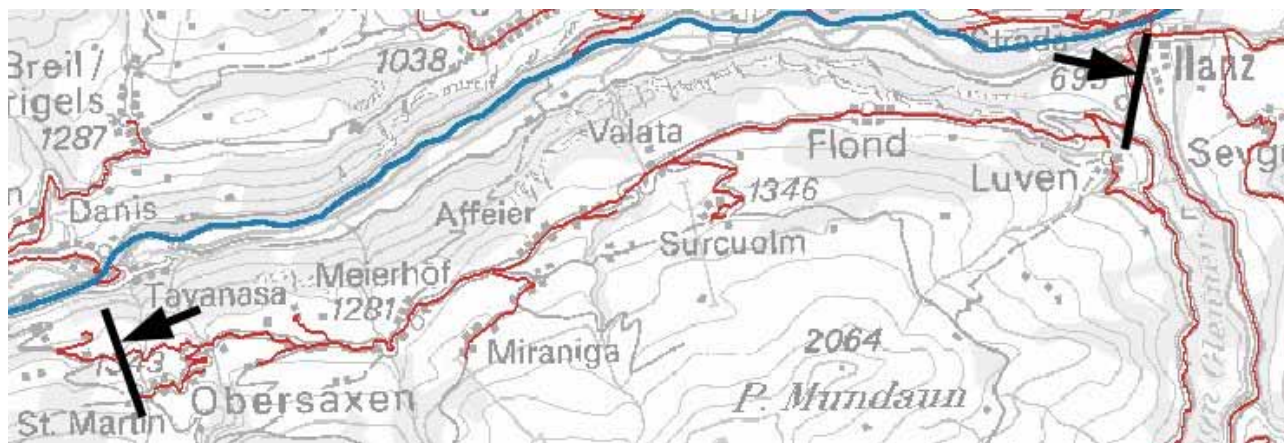 Breil/
rigels
1287
1038
Strada
Ilanz
Valata
Flond
Luven
Danis
Affeier
1346
Surcuolm
Meierhof
1281
Tavanasa
Miraniga
2064
P. Mundaun
Obersaxen
St. Martin